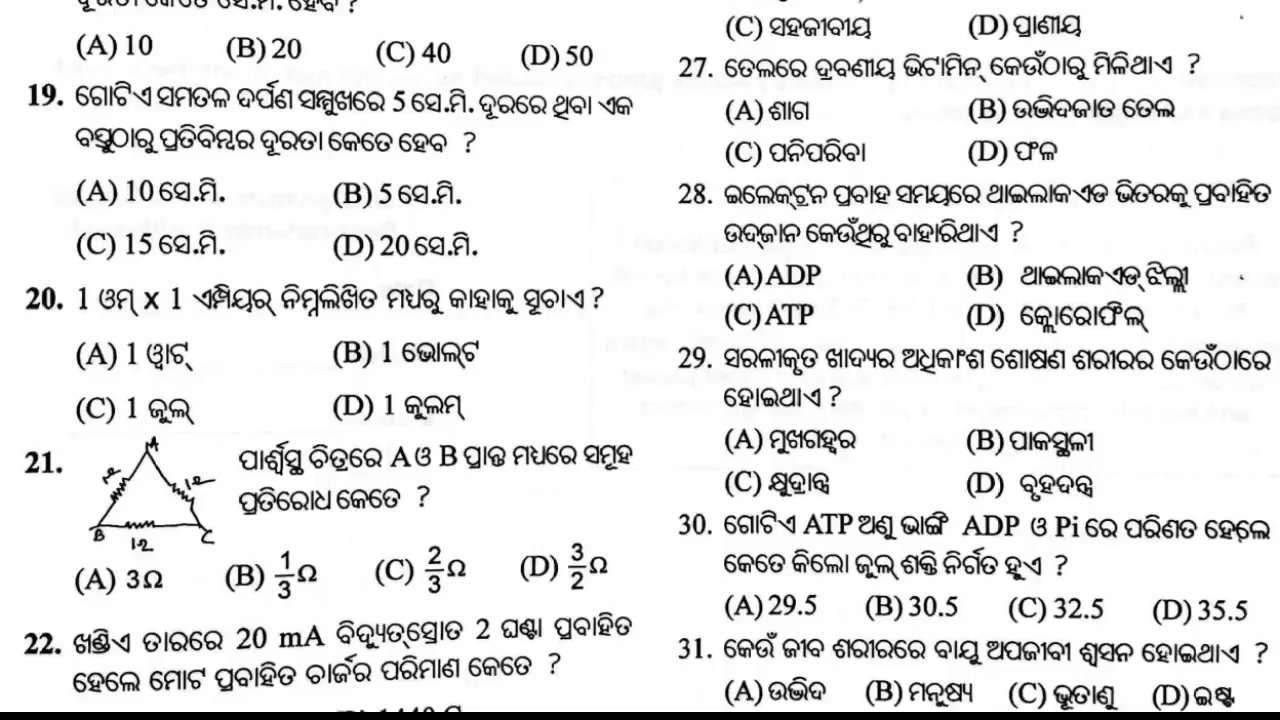 (A) 10 (B) 20 (C) 40 (D) 50
19. ଗୋଟିଏ ସମତଳ ଦର୍ପଣ ସମ୍ମୁଖରେ 5 ସେ.ମି. ଦୂରରେ ଥିବା ଏକ
ବସ୍ତୁଠାରୁ ପ୍ରତିବିମ୍ବର ଦୂରତା କେତେ ହେବ ?
(A) 10 ସେ.ମି. (B) 5 ସେ.ମି.
(C) 15 ସେ.ମି. (D) 20 ସେ.ମି.
20. 1 ଓମ୍ x 1 ଏମ୍ପିୟର୍ ନିମ୍ନଲିଖିତ ମଧ୍ୟରୁ କାହାକୁ ସୂଚାଏ ?
(A) 1 ୱାଟ୍ (B) 1 ଭୋଲ୍ଟ
(C) 1 ଜୁଲ୍ (D) 1 କୁଲମ୍
21. ପାର୍ଶ୍ୱସ୍ଥ ଚିତ୍ରରେ A ଓ B ପ୍ରାନ୍ତ ମଧ୍ୟରେ ସମୂହ
ପ୍ରତିରୋଧ କେତେ ?
A
B
C
(A) 3Ω (B) 1/3 Ω (C) 2/3 Ω (D) 3/2 Ω
22. ଖଣ୍ଡିଏ ତାରରେ 20 mA ବିଦ୍ୟୁତ୍‌ସ୍ରୋତ 2 ଘଣ୍ଟା ପ୍ରବାହିତ
ହେଲେ ମୋଟ ପ୍ରବାହିତ ଚାର୍ଜର ପରିମାଣ କେତେ ?
(C) ସହଜୀବୀୟ (D) ପ୍ରାଣୀୟ
27. ତେଲରେ ଦ୍ରବଣୀୟ ଭିଟାମିନ୍ କେଉଁଠାରୁ ମିଳିଥାଏ ?
(A) ଶାଗ (B) ଉଦ୍ଭିଦଜାତ ତେଲ
(C) ପନିପରିବା (D) ଫଳ
28. ଇଲେକ୍ଟ୍ରନ ପ୍ରବାହ ସମୟରେ ଥାଇଲାକଏଡ ଭିତରକୁ ପ୍ରବାହିତ
ଉଦ୍‌ଜାନ କେଉଁଥିରୁ ବାହାରିଥାଏ ?
(A) ADP (B) ଥାଇଲାକଏଡ୍ ଝିଲ୍ଲୀ
(C) ATP (D) କ୍ଲୋରୋଫିଲ୍
29. ସରଳୀକୃତ ଖାଦ୍ୟର ଅଧିକାଂଶ ଶୋଷଣ ଶରୀରର କେଉଁଠାରେ
ହୋଇଥାଏ ?
(A) ମୁଖଗହ୍ୱର (B) ପାକସ୍ଥଳୀ
(C) କ୍ଷୁଦ୍ରାନ୍ତ୍ର (D) ବୃହଦନ୍ତ୍ର
30. ଗୋଟିଏ ATP ଅଣୁ ଭାଙ୍ଗି ADP ଓ Pi ରେ ପରିଣତ ହେଲେ
କେତେ କିଲୋ ଜୁଲ୍ ଶକ୍ତି ନିର୍ଗତ ହୁଏ ?
(A) 29.5 (B) 30.5 (C) 32.5 (D) 35.5
31. କେଉଁ ଜୀବ ଶରୀରରେ ବାୟୁ ଅପଜୀବୀ ଶ୍ୱସନ ହୋଇଥାଏ ?
(A) ଉଦ୍ଭିଦ (B) ମନୁଷ୍ୟ (C) ଭୂତାଣୁ (D) ଇଷ୍ଟ